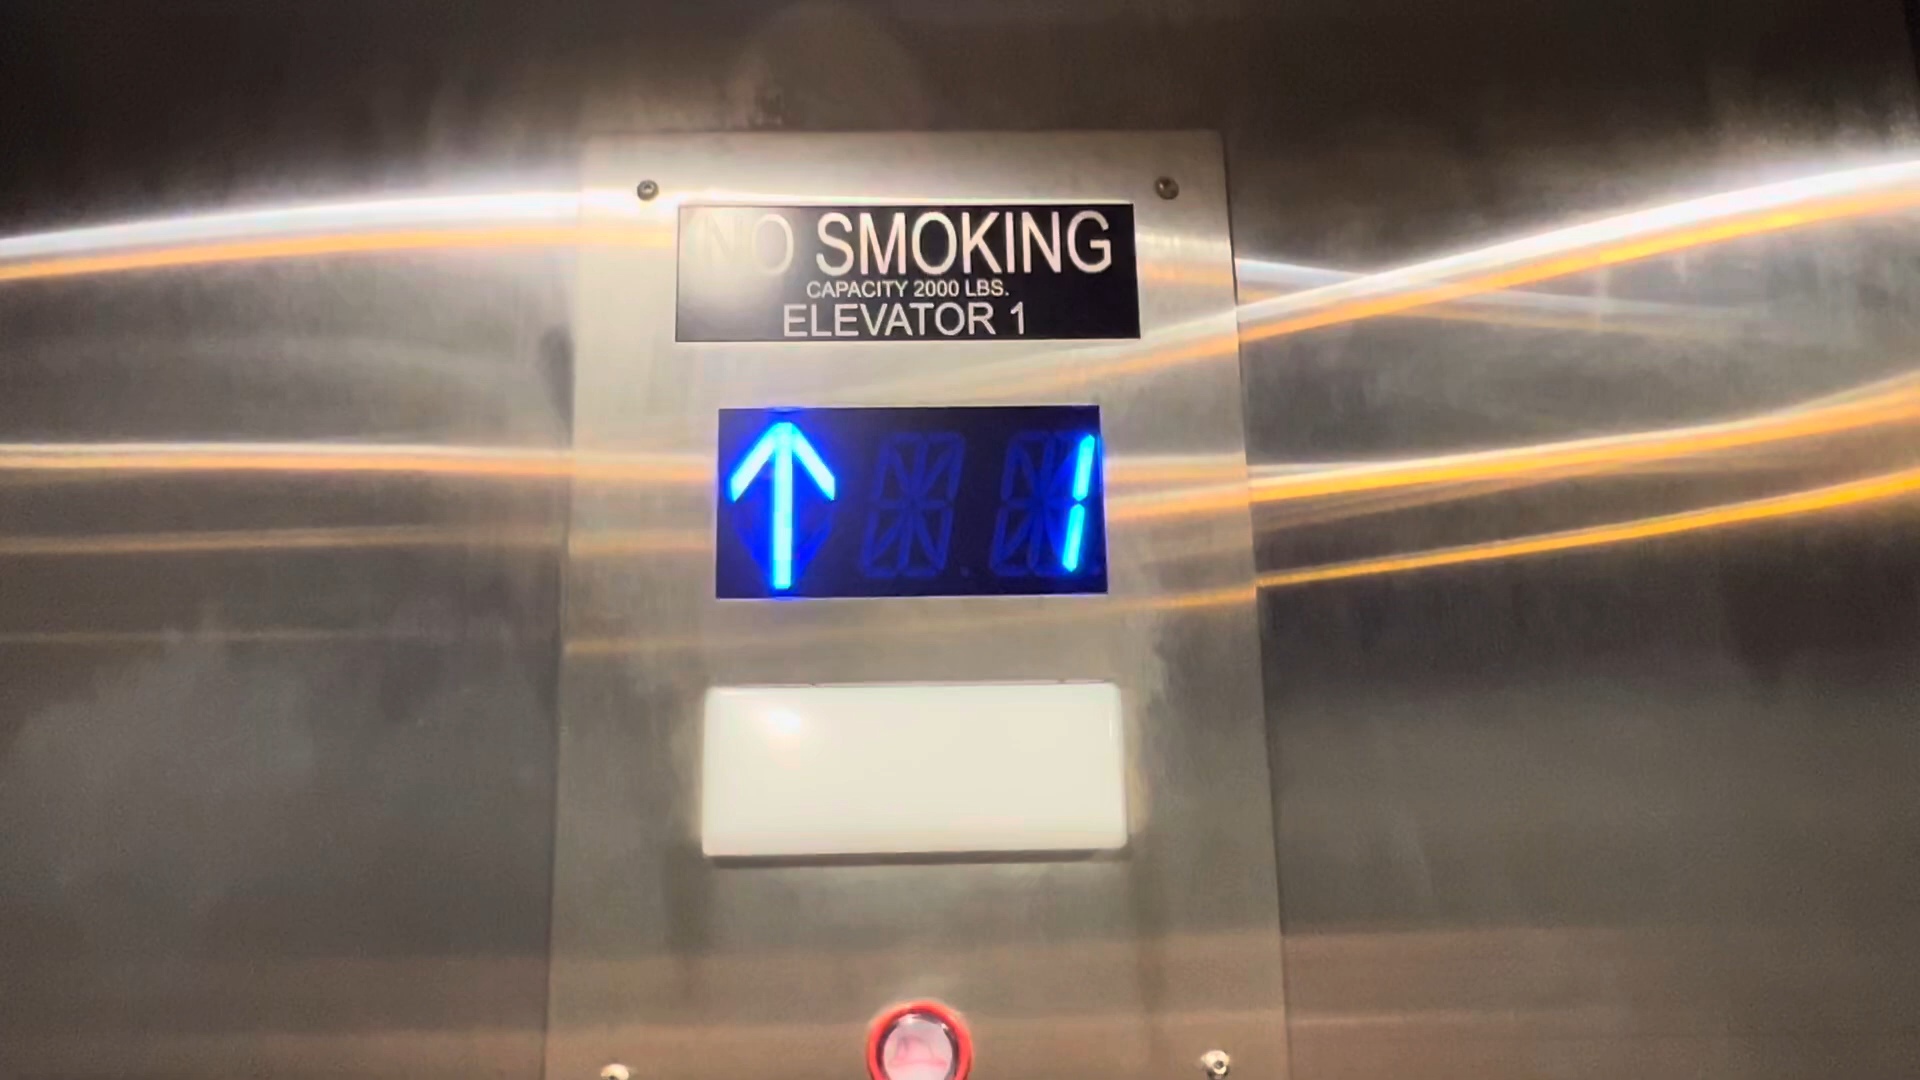 NO SMOKING
CAPACITY 2000 LBS.
ELEVATOR 1
↑ 1